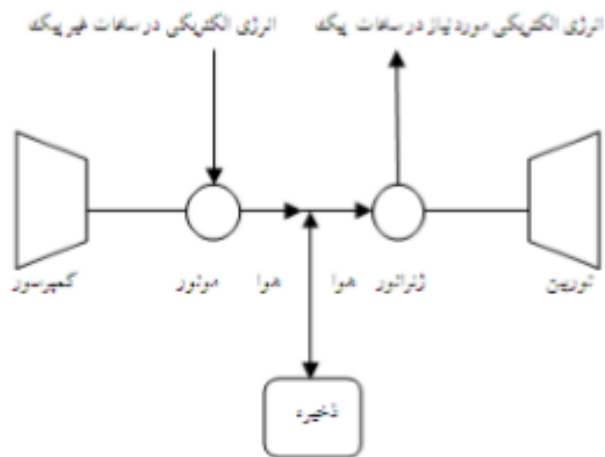 انرژی الکتریکی مورد نیاز در ساعات پیک
انرژی الکتریکی در ساعات غیر پیک
توربین
ژنراتور
هوا
هوا
موتور
کمپرسور
ذخیره